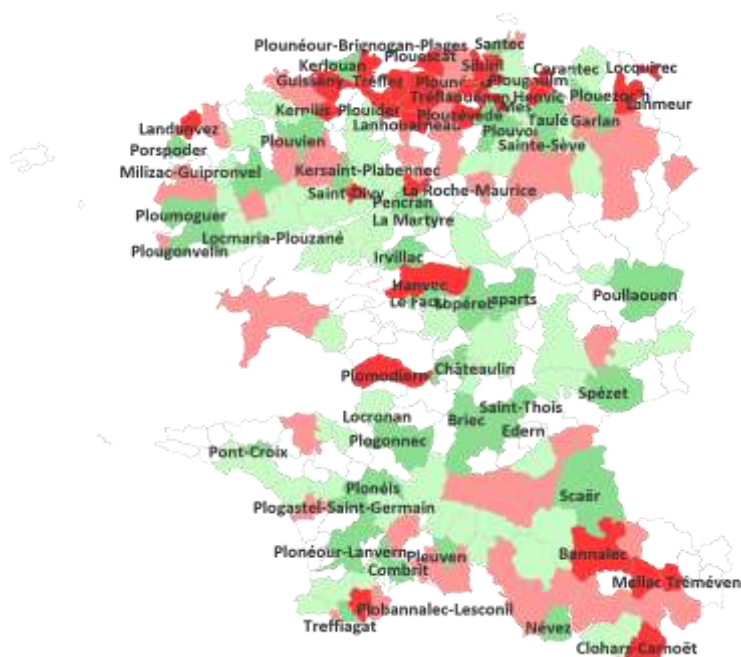 Santec
Plounéour-Brignogan-Plages
Plouescat
Kerlouan
Sibiril
Carantec
Locquirec
Guissény
Tréflez
Plougoulm
Tréflaouénan
Henvic
Plouezoc'h
Lanmeur
Kernilis
Plouider
Ploutévédé
Taulé
Garlan
Landunvez
Lanhouarneau
Plouvo
Porspoder
Plouvien
Sainte-Sève
Milizac-Guipronvel
Kersaint-Plabennec
Saint-Divy
La Roche-Maurice
Pencran
Ploumoguer
La Martyre
Locmaria-Plouzané
Plougonvelin
Irvillac
Hanvec
Le Faou
Lopérec
Poullaouen
Plomodiern
Châteaulin
Spézet
Saint-Thois
Locronan
Briec
Edern
Plogonnec
Pont-Croix
Plonéis
Scaër
Plogastel-Saint-Germain
Plonéour-Lanvern
Pleuven
Bannalec
Combrit
Mellac
Tréméven
Plobannalec-Lesconil
Treffiagat
Névez
Clohars-Carnoët